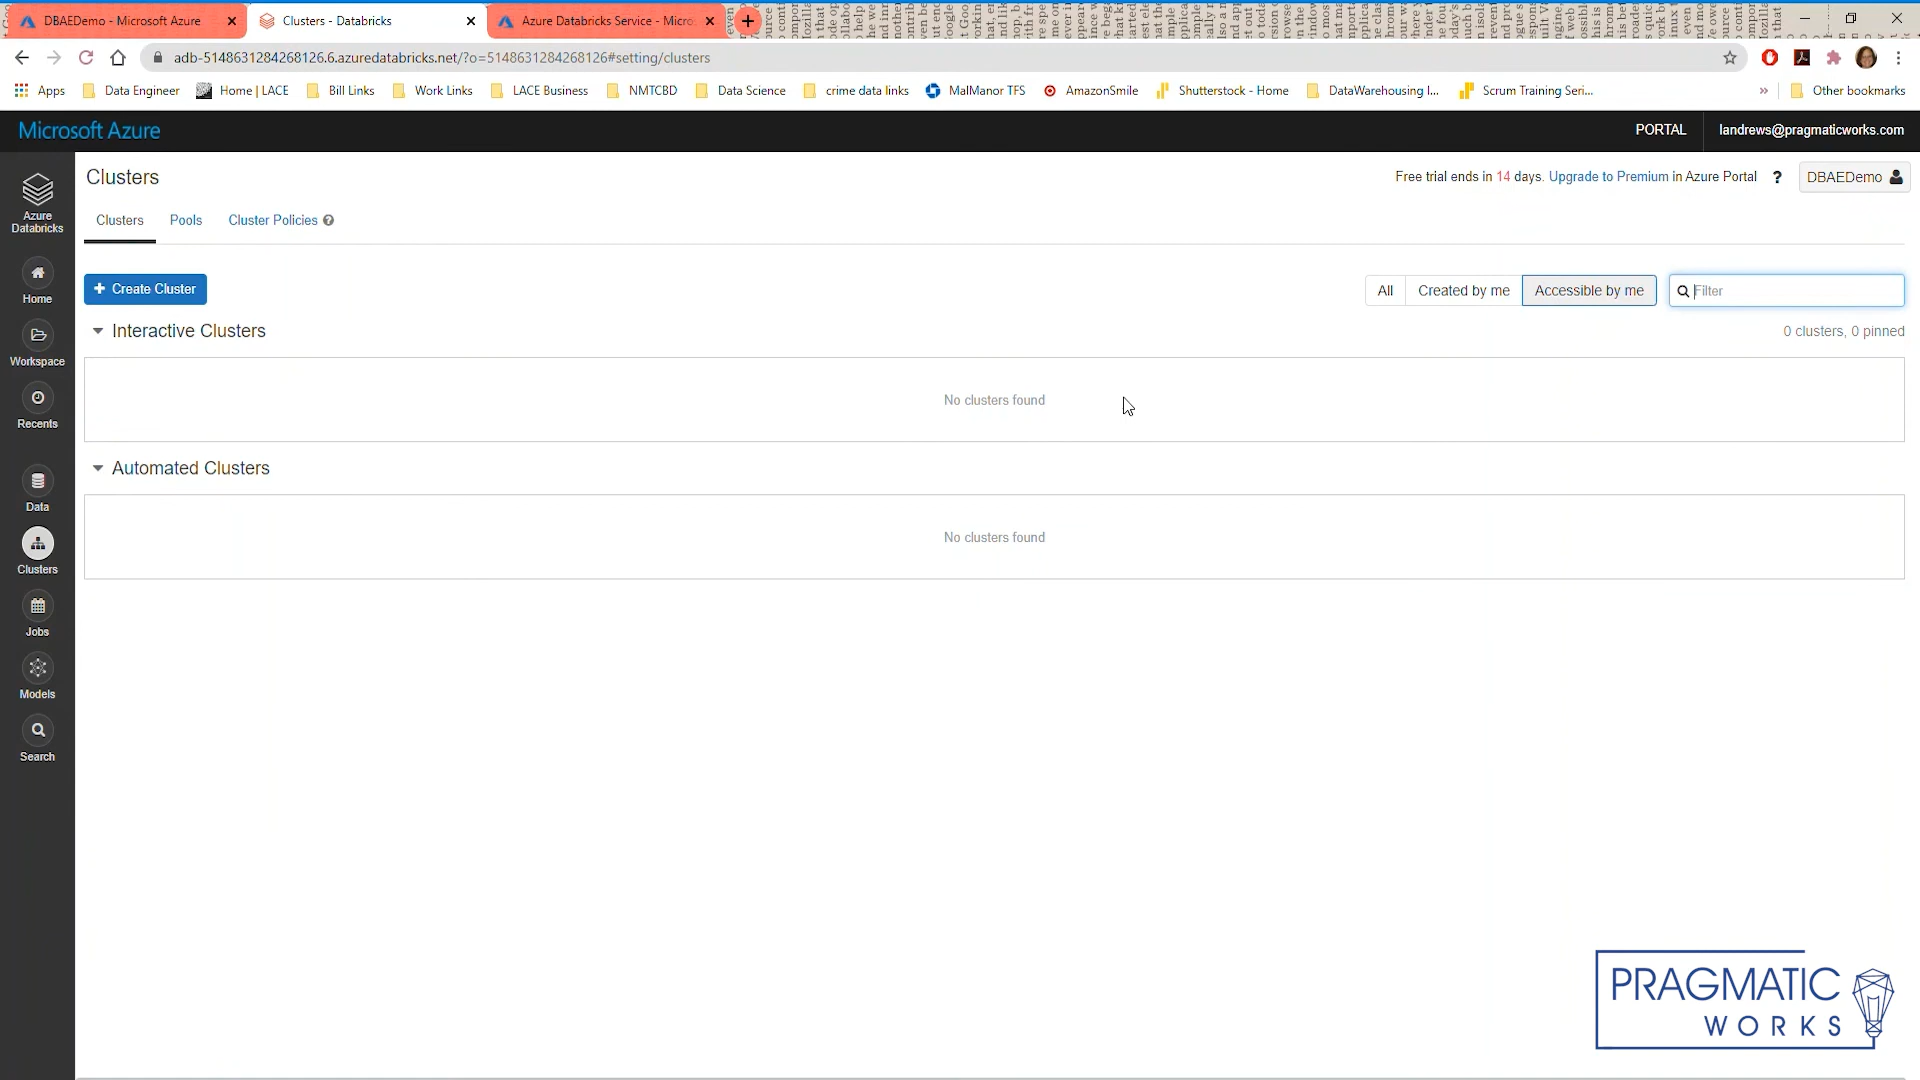 DBAEDemo - Microsoft Azure
Clusters - Databricks
Azure Databricks Service - Micro
adb-5148631284268126.6.azuredatabricks.net/?o=5148631284268126#setting/clusters
Apps Data Engineer Home | LACE Bill Links Work Links LACE Business NMTCBD Data Science crime data links MalManor TFS AmazonSmile Shutterstock - Home DataWarehousing I... Scrum Training Seri... » Other bookmarks
Microsoft Azure PORTAL landrews@pragmaticworks.com
Azure
Databricks
Home
Workspace
Recents
Data
Clusters
Jobs
Models
Search
Clusters Free trial ends in 14 days. Upgrade to Premium in Azure Portal ? DBAEDemo
Clusters Pools Cluster Policies ?
+ Create Cluster All Created by me Accessible by me Filter
Interactive Clusters 0 clusters, 0 pinned
No clusters found
Automated Clusters
No clusters found
PRAGMATIC
WORKS